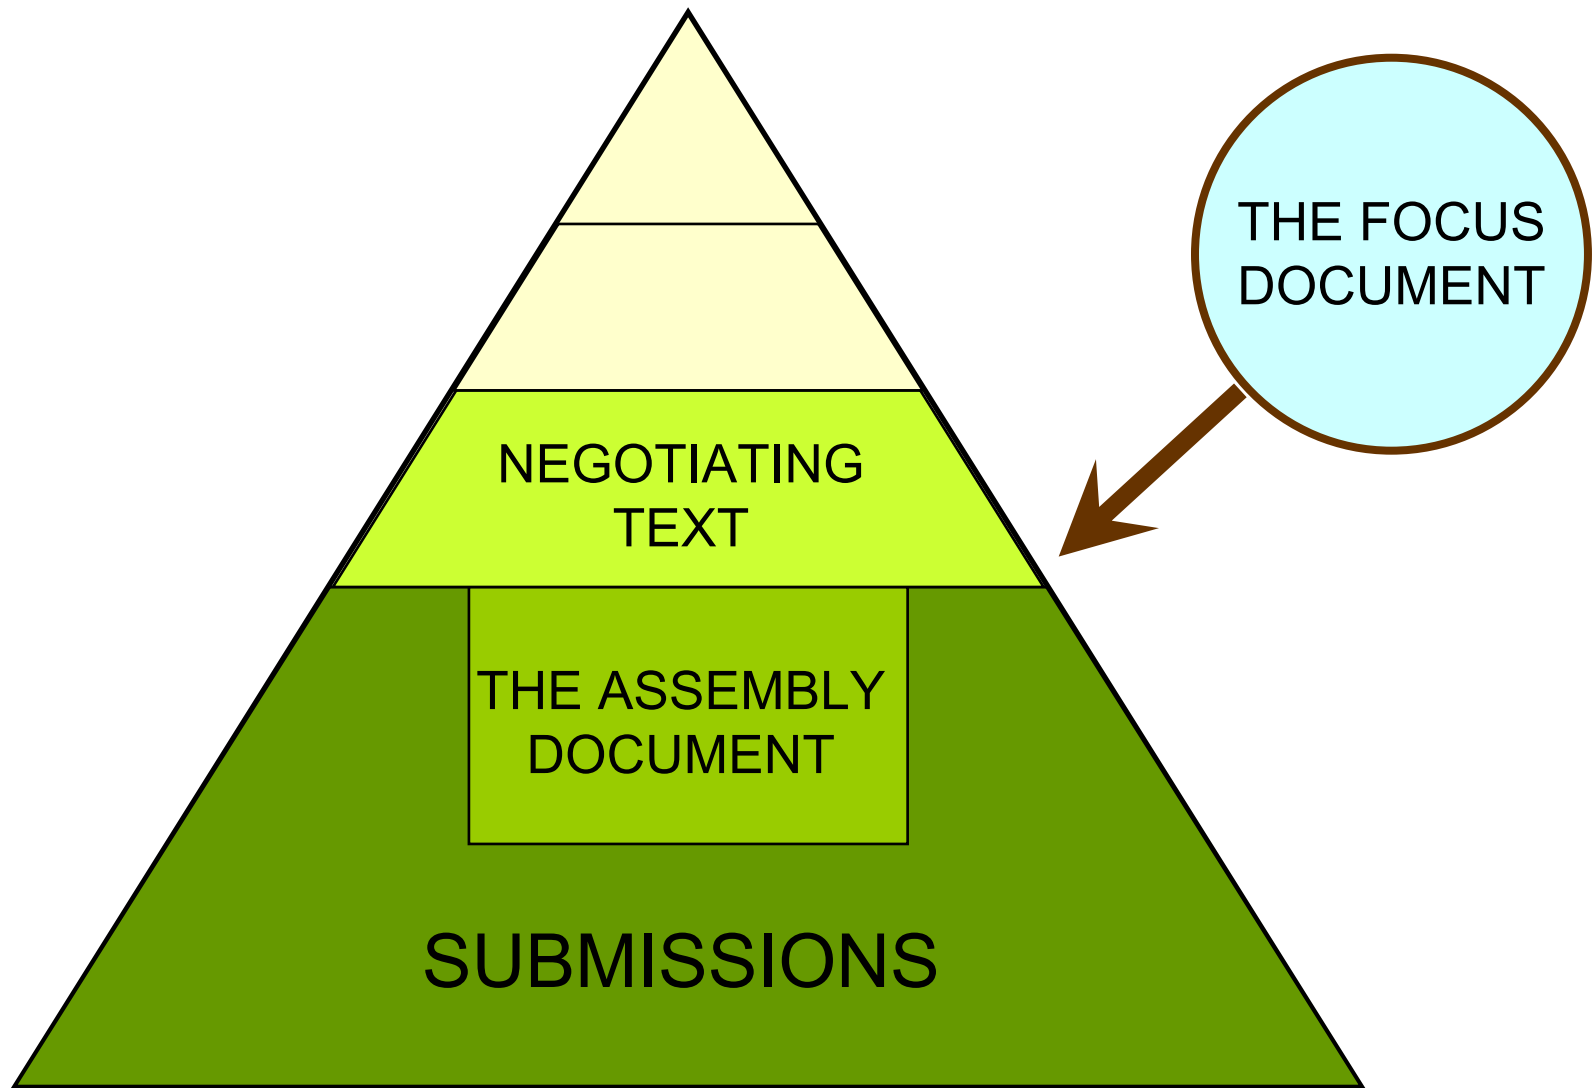 THE FOCUS
DOCUMENT
NEGOTIATING
TEXT
THE ASSEMBLY
DOCUMENT
SUBMISSIONS